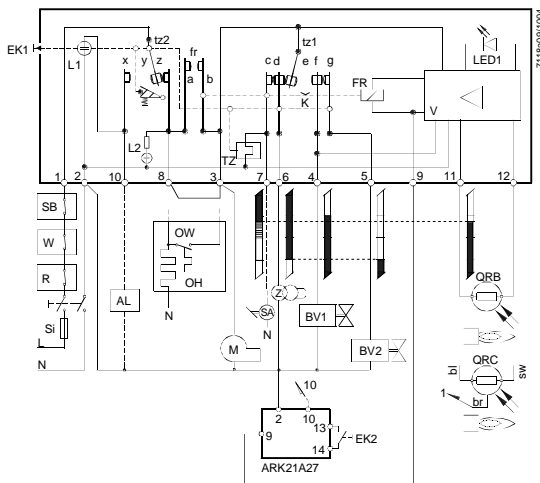 7118a09/1004
EK1
L1
tz2
tz1
LED1
x y z
fr
a b
c d e f g
K
FR
V
M
L2
TZ
1 2 10 8 3 7 6 4 5 9 11 12
SB
W
R
Si
L
N
AL
OW
OH
N
Z
SA
N
M
BV1
BV2
QRB
QRC
bl
sw
br
1
10
2 10
9
13
14
EK2
ARK21A27